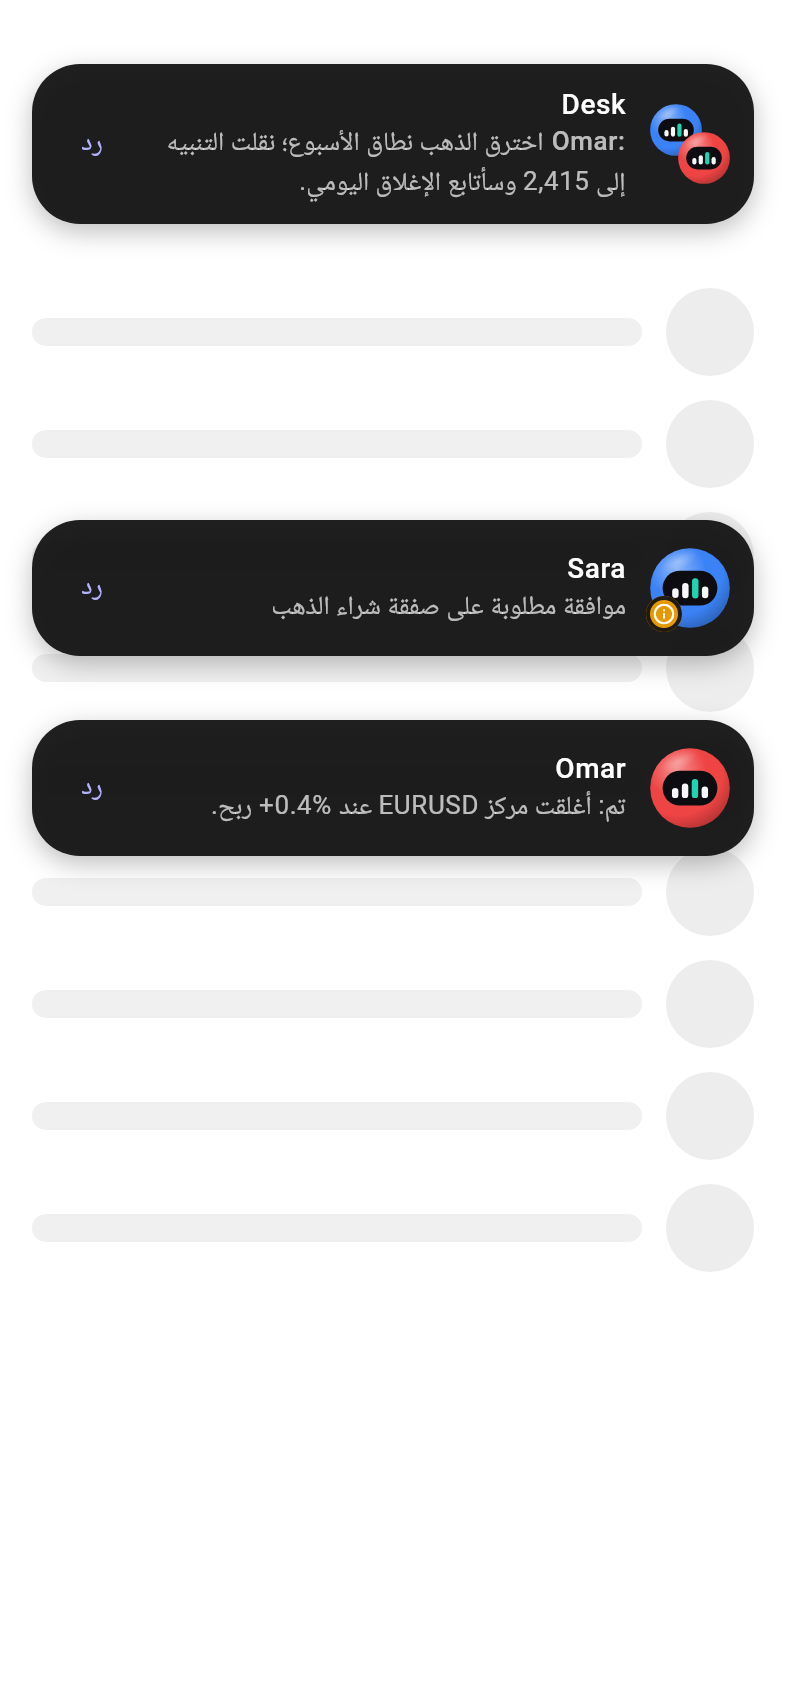 Desk
Omar: اخترق الذهب نطاق الأسبوع؛ نقلت التنبيه
إلى 2,415 وسأتابع الإغلاق اليومي.
رد
Sara
موافقة مطلوبة على صفقة شراء الذهب
رد
Omar
تم: أغلقت مركز EURUSD عند +0.4% ربح.
رد